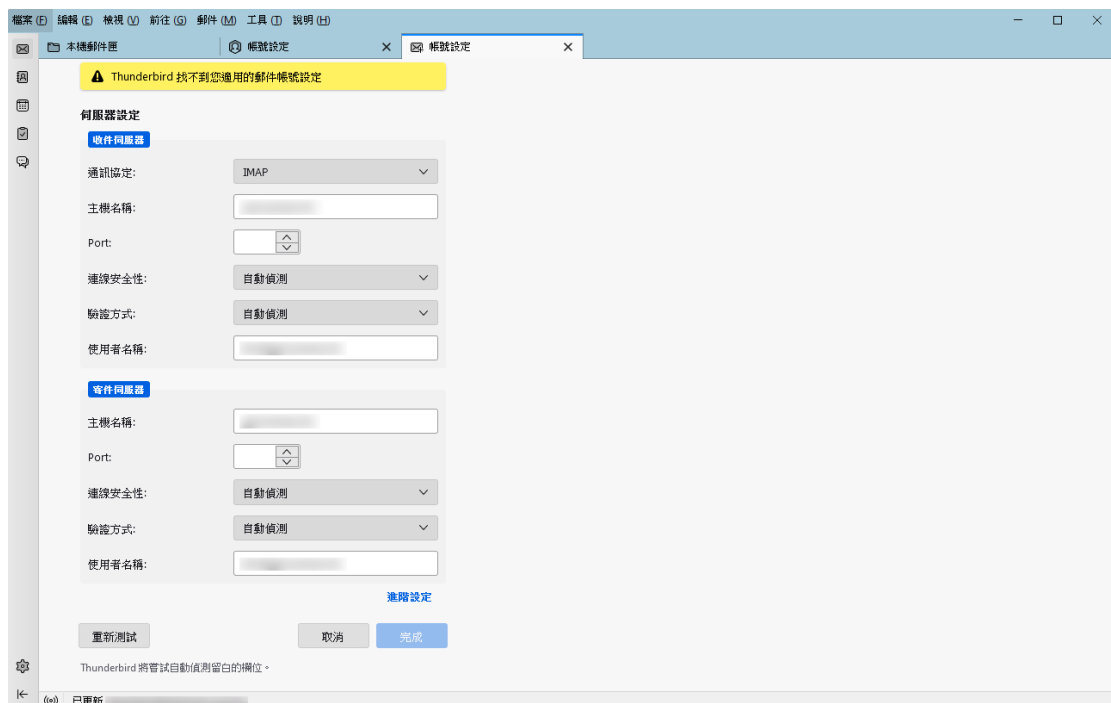 檔案 (F) 編輯 (E) 檢視 (V) 前往 (G) 郵件 (M) 工具 (T) 說明 (H)
本機郵件匣 帳號設定 帳號設定
Thunderbird 找不到您適用的郵件帳號設定
伺服器設定
收件伺服器
通訊協定: IMAP
主機名稱:
Port:
連線安全性: 自動偵測
驗證方式: 自動偵測
使用者名稱:
寄件伺服器
主機名稱:
Port:
連線安全性: 自動偵測
驗證方式: 自動偵測
使用者名稱:
進階設定
重新測試 取消 完成
Thunderbird 將嘗試自動偵測留白的欄位。
已更新